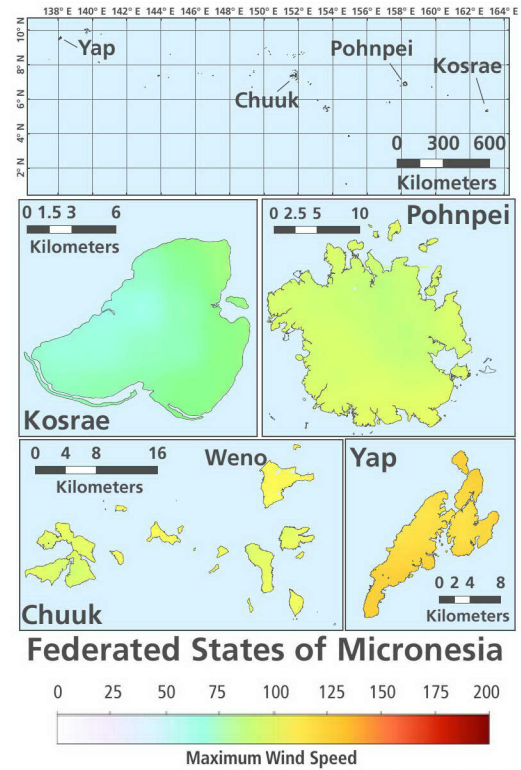 138° E 140° E 142° E 144° E 146° E 148° E 150° E 152° E 154° E 156° E 158° E 160° E 162° E 164° E
10° N
8° N
6° N
4° N
2° N
Yap
Pohnpei
Kosrae
Chuuk
0 300 600
Kilometers
0 1.5 3 6
Kilometers
Kosrae
Pohnpei
0 2.5 5 10
Kilometers
0 4 8 16
Kilometers
Weno
Chuuk
Yap
0 2 4 8
Kilometers
Federated States of Micronesia
0 25 50 75 100 125 150 175 200
Maximum Wind Speed